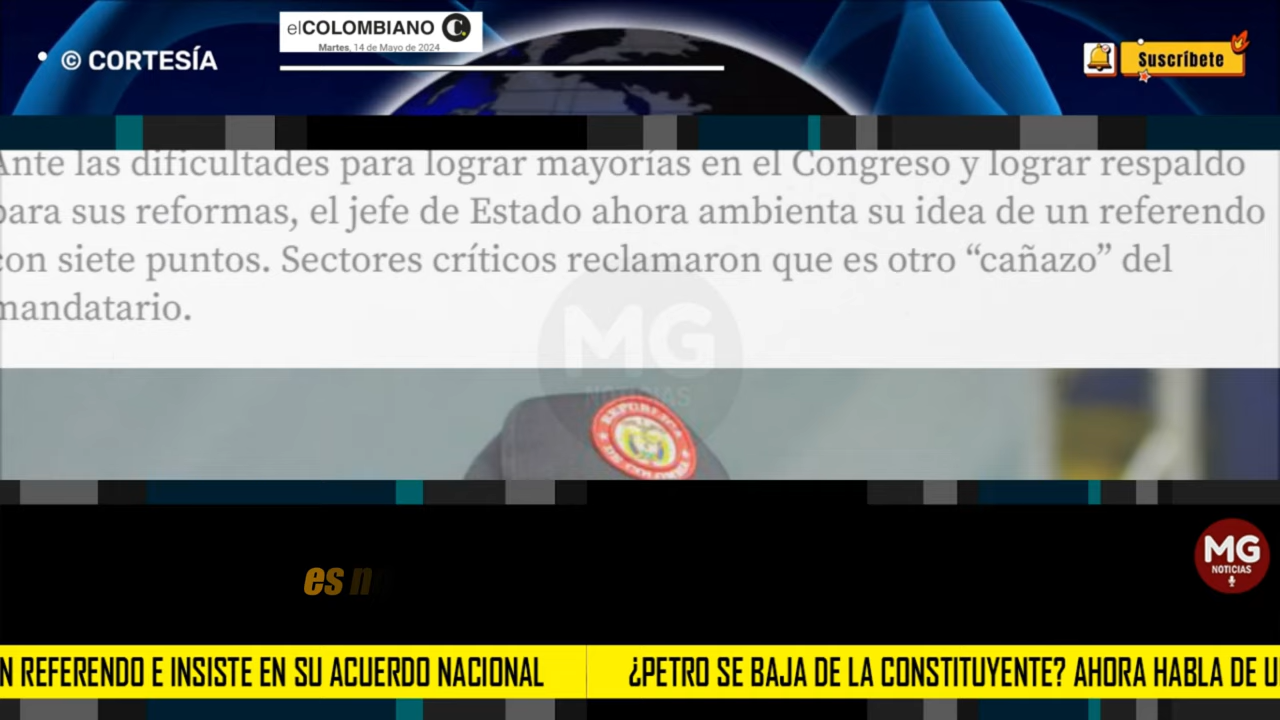 © CORTESÍA
elCOLOMBIANO
Martes, 14 de Mayo de 2024
Suscríbete
Ante las dificultades para lograr mayorías en el Congreso y lograr respaldo
para sus reformas, el jefe de Estado ahora ambienta su idea de un referendo
con siete puntos. Sectores críticos reclamaron que es otro “cañazo” del
mandatario.
MG
NOTICIAS
REPUBLICA
DE COLOMBIA
MG
NOTICIAS
es n
N REFERENDO E INSISTE EN SU ACUERDO NACIONAL
¿PETRO SE BAJA DE LA CONSTITUYENTE? AHORA HABLA DE U